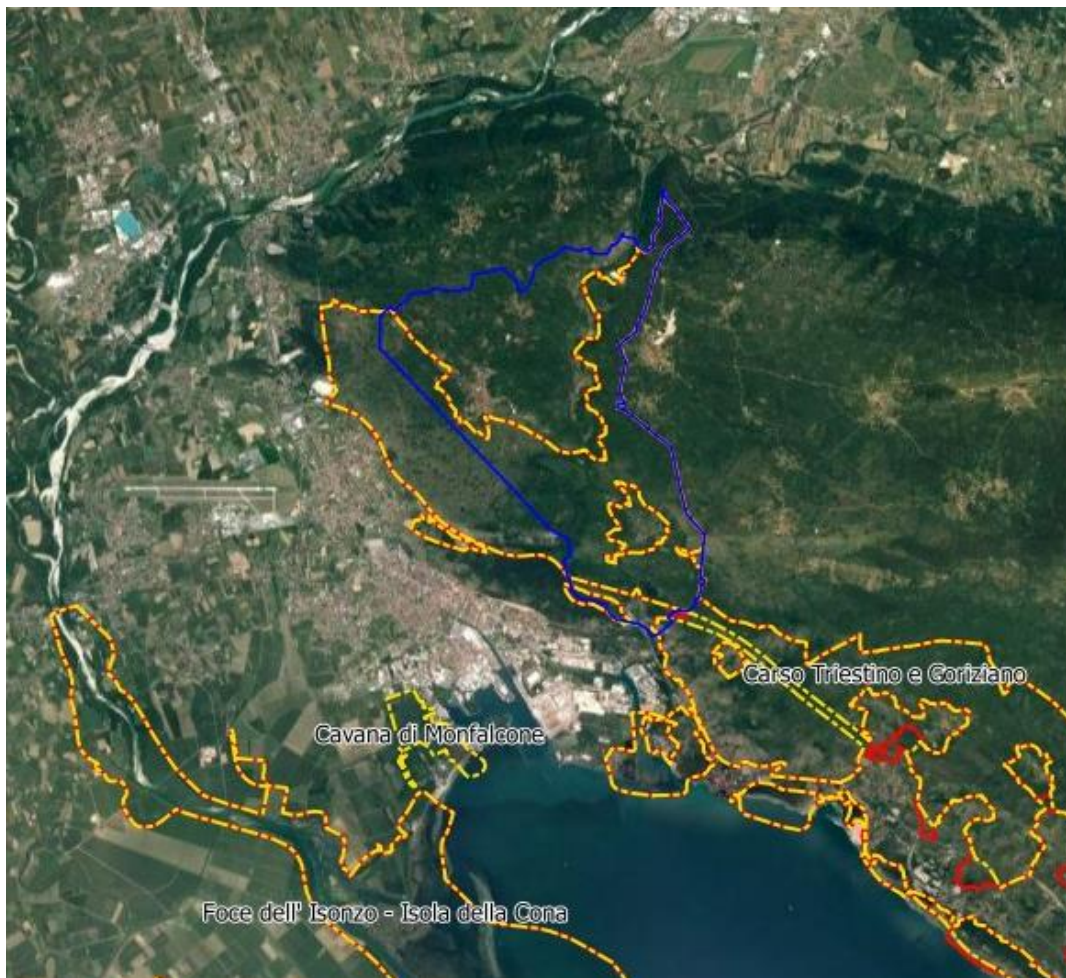 Carso Triestino e Goriziano
Cavana di Monfalcone
Foce dell' Isonzo - Isola della Cona